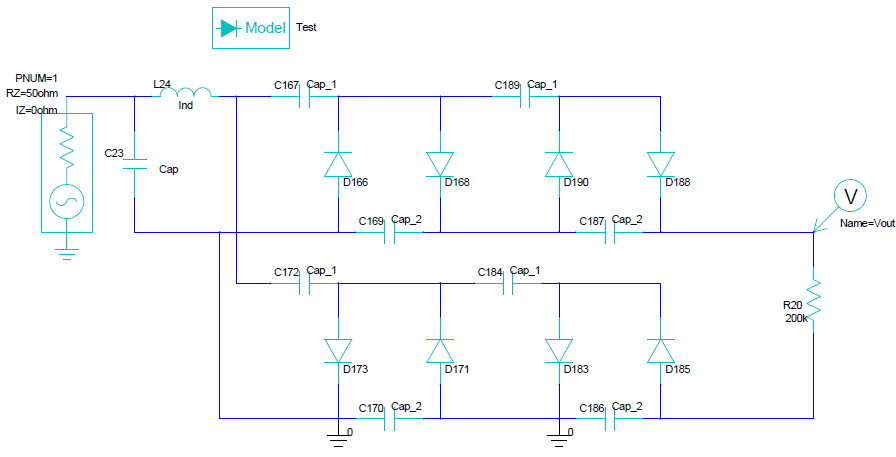 Model
Test
PNUM=1
RZ=50ohm
IZ=0ohm
L24
Ind
C167
Cap_1
C189
Cap_1
C23
Cap
D166
D168
D190
D188
C169
Cap_2
C187
Cap_2
V
Name=Vout
C172
Cap_1
C184
Cap_1
R20
200k
D173
D171
D183
D185
C170
Cap_2
C186
Cap_2
0
0